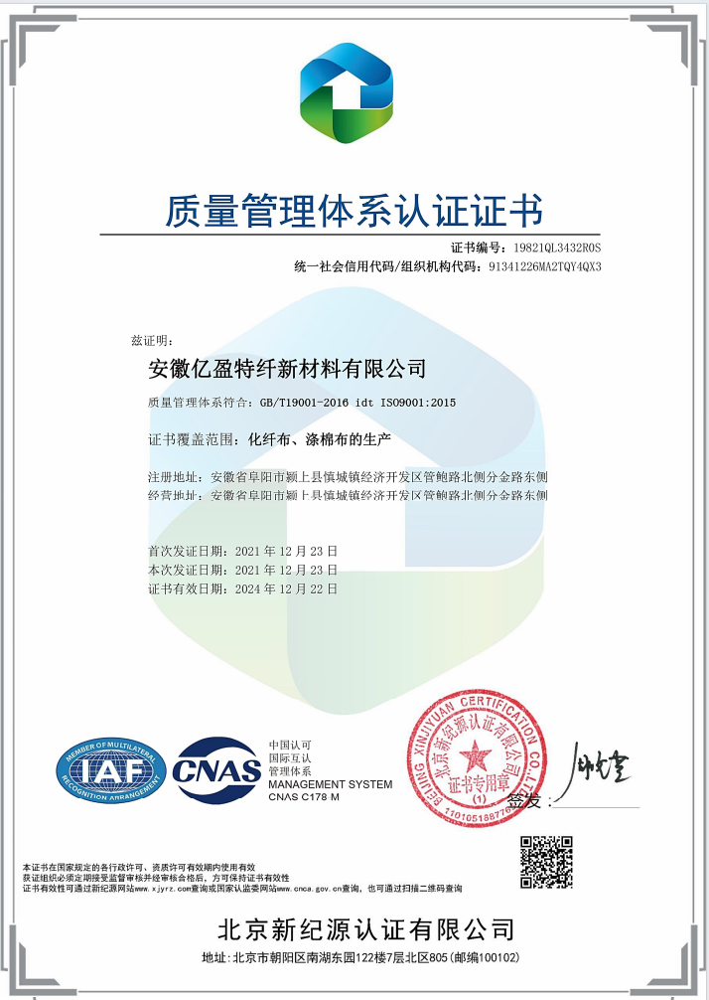 质量管理体系认证证书
证书编号：19821QL3432R0S
统一社会信用代码/组织机构代码：91341226MA2TQY4QX3
兹证明：
安徽亿盈特纤新材料有限公司
质量管理体系符合：GB/T19001-2016 idt ISO9001:2015
证书覆盖范围：化纤布、涤棉布的生产
注册地址：安徽省阜阳市颍上县慎城镇经济开发区管鲍路北侧分金路东侧
经营地址：安徽省阜阳市颍上县慎城镇经济开发区管鲍路北侧分金路东侧
首次发证日期：2021 年 12 月 23 日
本次发证日期：2021 年 12 月 23 日
证书有效日期：2024 年 12 月 22 日
MEMBER OF MULTILATERAL
IAF
RECOGNITION ARRANGEMENT
CNAS
中国认可
国际互认
管理体系
MANAGEMENT SYSTEM
CNAS C178-M
BEIJING XINJIYUAN CERTIFICATION CO.,LTD
北京新纪源认证有限公司
证书专用章
(1)
签发：
本证书在国家规定的各行政许可、资质许可有效期内使用有效
获证组织必须定期接受监督审核并经审核合格后，方可保持证书有效性
证书有效性可通过新纪源网站www.xjyrz.com查询或国家认监委网站www.cnca.gov.cn查询，也可通过扫描二维码查询
北京新纪源认证有限公司
地址:北京市朝阳区南湖东园122楼7层北区805(邮编100102)